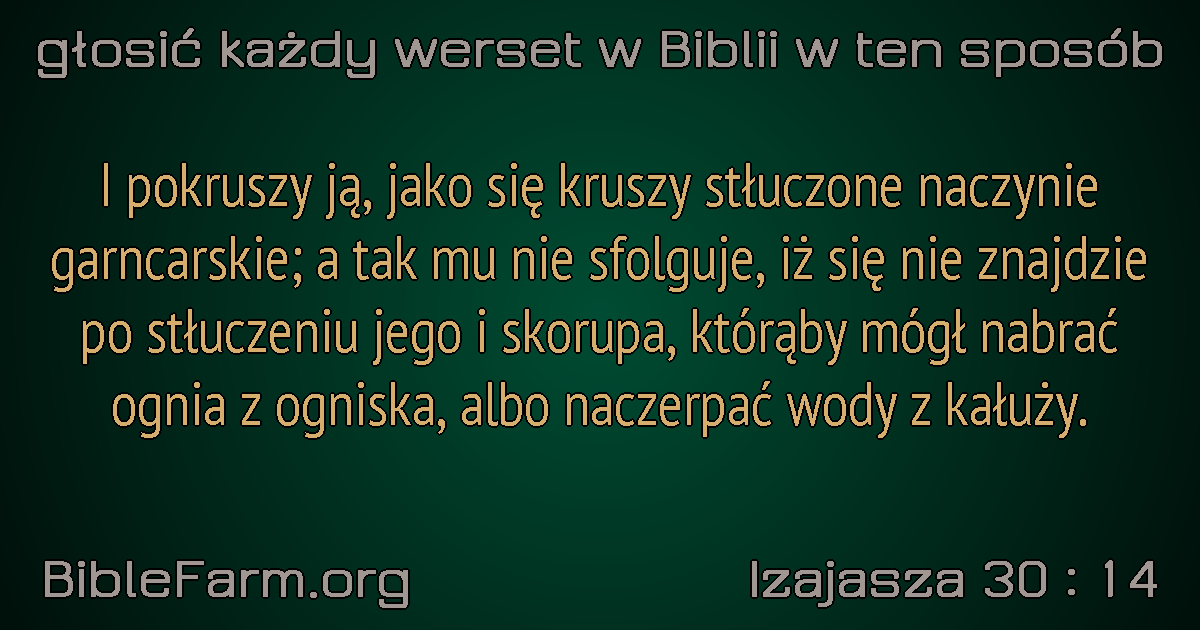 głosić każdy werset w Biblii w ten sposób
I pokruszy ją, jako się kruszy stłuczone naczynie
garncarskie; a tak mu nie sfolguje, iż się nie znajdzie
po stłuczeniu jego i skorupa, którąby mógł nabrać
ognia z ogniska, albo naczerpać wody z kałuży.
BibleFarm.org
Izajasza 30 : 14